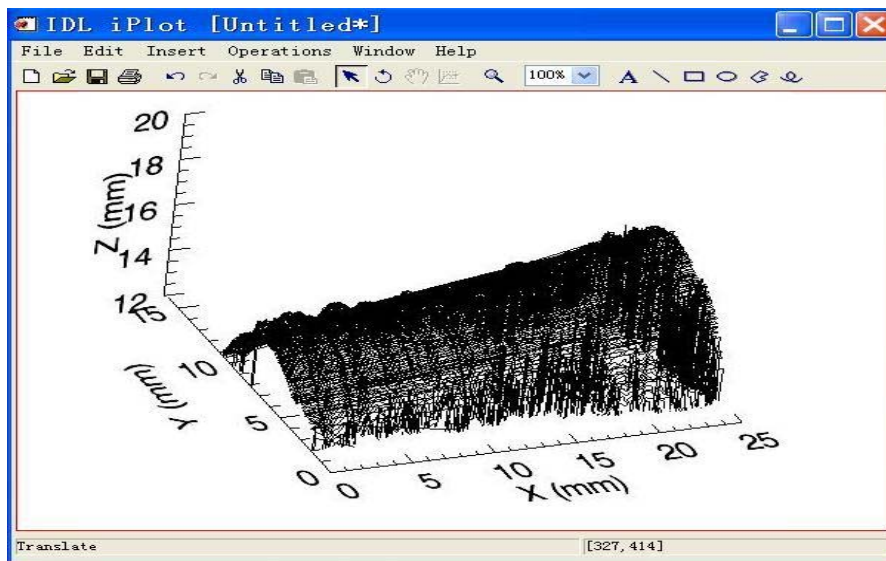 IDL iPlot [Untitled*]
File Edit Insert Operations Window Help
100% A
20
18
16
14
12
Z (mm)
15
10
5
0
Y (mm)
0
5
10
15
20
25
X (mm)
Translate
[327,414]